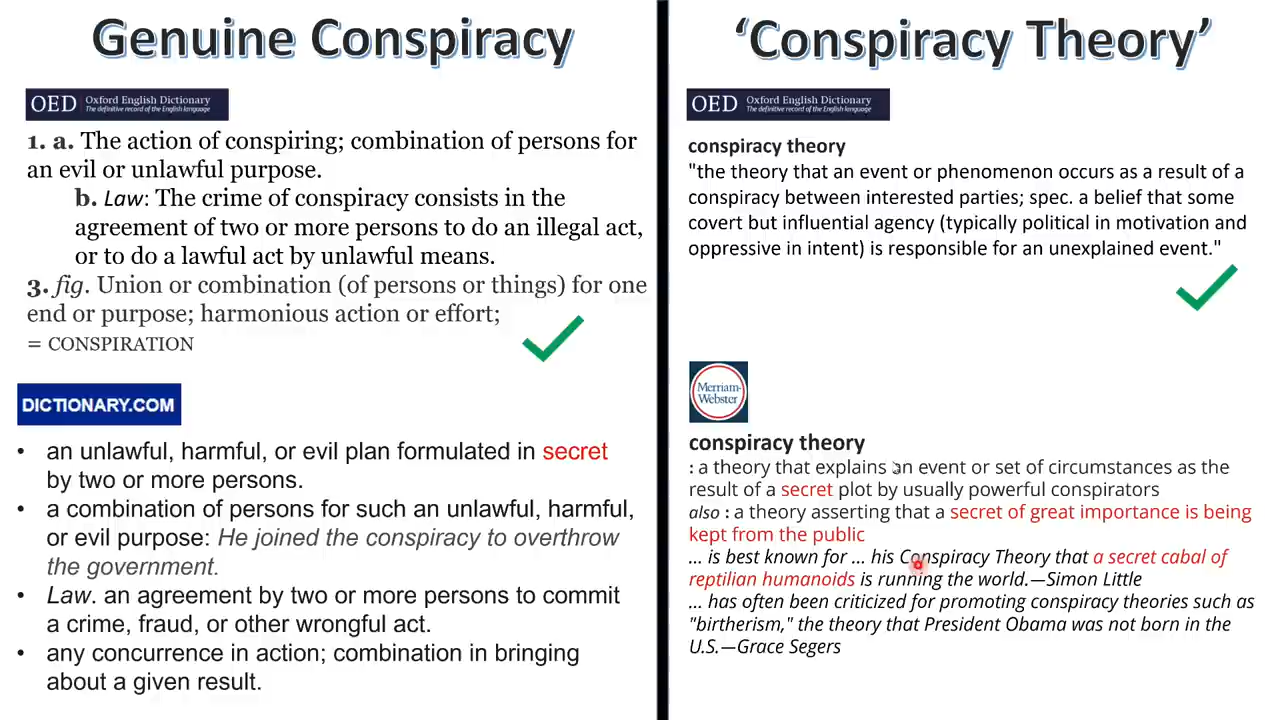 Genuine Conspiracy
OED Oxford English Dictionary
The definitive record of the English language
1. a. The action of conspiring; combination of persons for
an evil or unlawful purpose.
b. Law: The crime of conspiracy consists in the
agreement of two or more persons to do an illegal act,
or to do a lawful act by unlawful means.
3. fig. Union or combination (of persons or things) for one
end or purpose; harmonious action or effort;
= CONSPIRATION
DICTIONARY.COM
• an unlawful, harmful, or evil plan formulated in secret
by two or more persons.
• a combination of persons for such an unlawful, harmful,
or evil purpose: He joined the conspiracy to overthrow
the government.
• Law. an agreement by two or more persons to commit
a crime, fraud, or other wrongful act.
• any concurrence in action; combination in bringing
about a given result.
‘Conspiracy Theory’
OED Oxford English Dictionary
The definitive record of the English language
conspiracy theory
"the theory that an event or phenomenon occurs as a result of a
conspiracy between interested parties; spec. a belief that some
covert but influential agency (typically political in motivation and
oppressive in intent) is responsible for an unexplained event."
Merriam-
Webster
conspiracy theory
: a theory that explains an event or set of circumstances as the
result of a secret plot by usually powerful conspirators
also : a theory asserting that a secret of great importance is being
kept from the public
... is best known for ... his Conspiracy Theory that a secret cabal of
reptilian humanoids is running the world.—Simon Little
... has often been criticized for promoting conspiracy theories such as
"birtherism," the theory that President Obama was not born in the
U.S.—Grace Segers